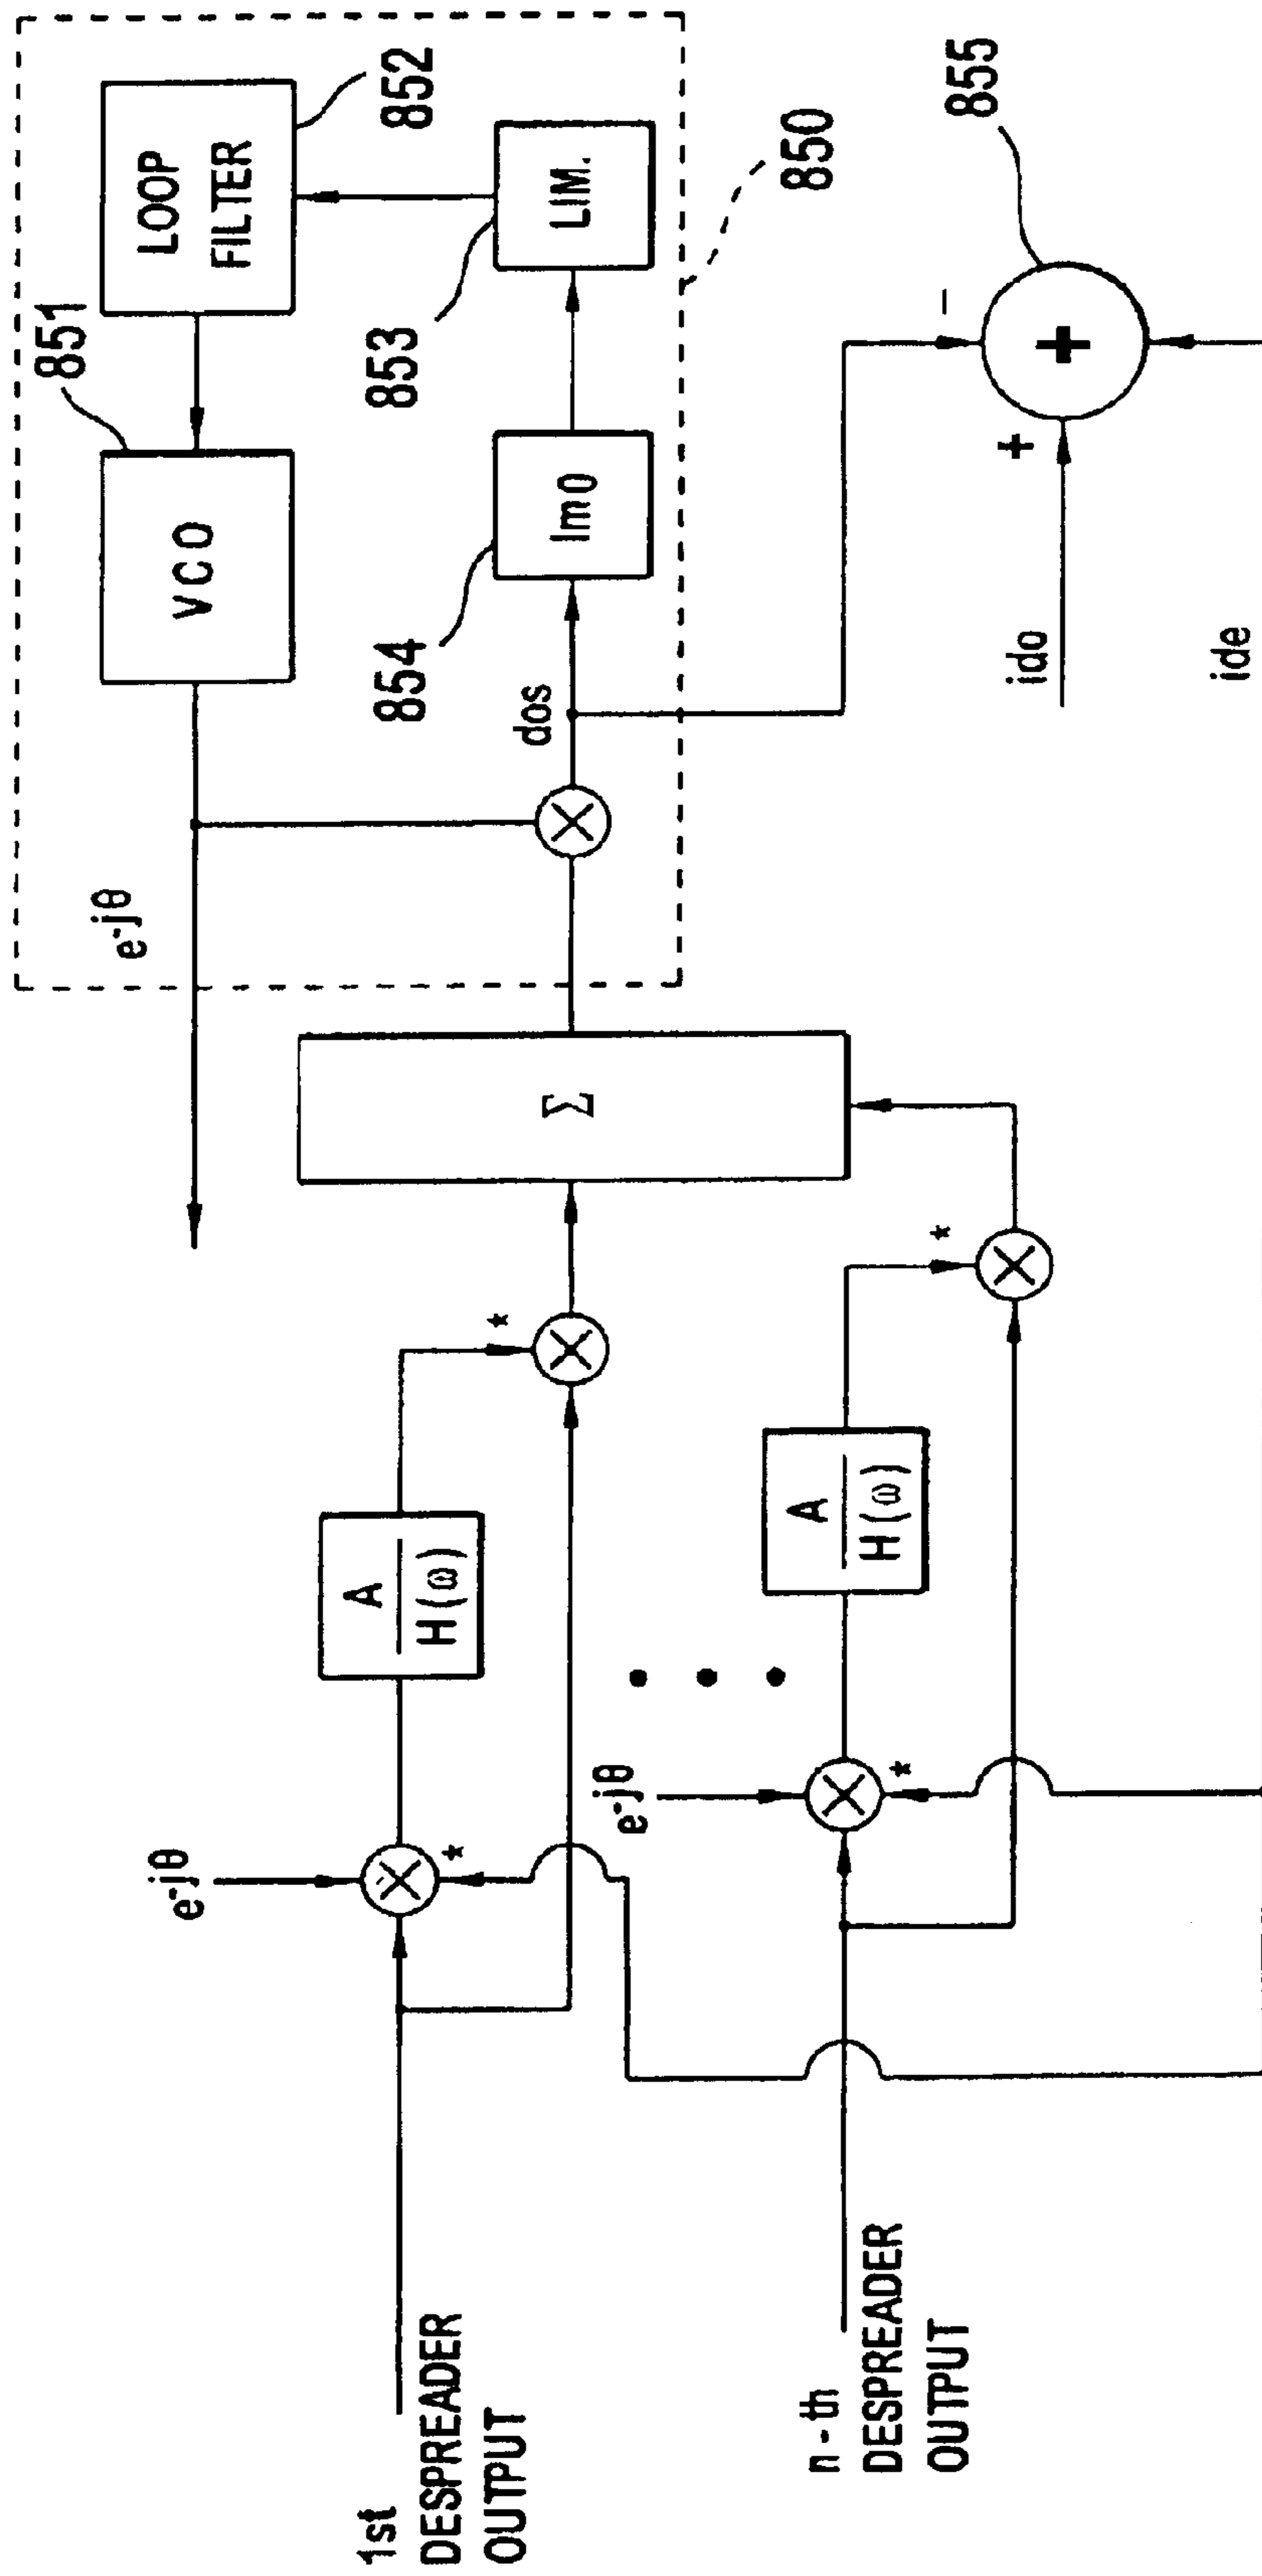 851
VCO
LOOP
FILTER
852
e-jθ
854
dos
Im0
853
LIM.
850
Σ
855
−
+
+
ido
ide
*
A
H(ω)
e-jθ
*
1st
DESPREADER
OUTPUT
*
A
H(ω)
e-jθ
*
n-th
DESPREADER
OUTPUT